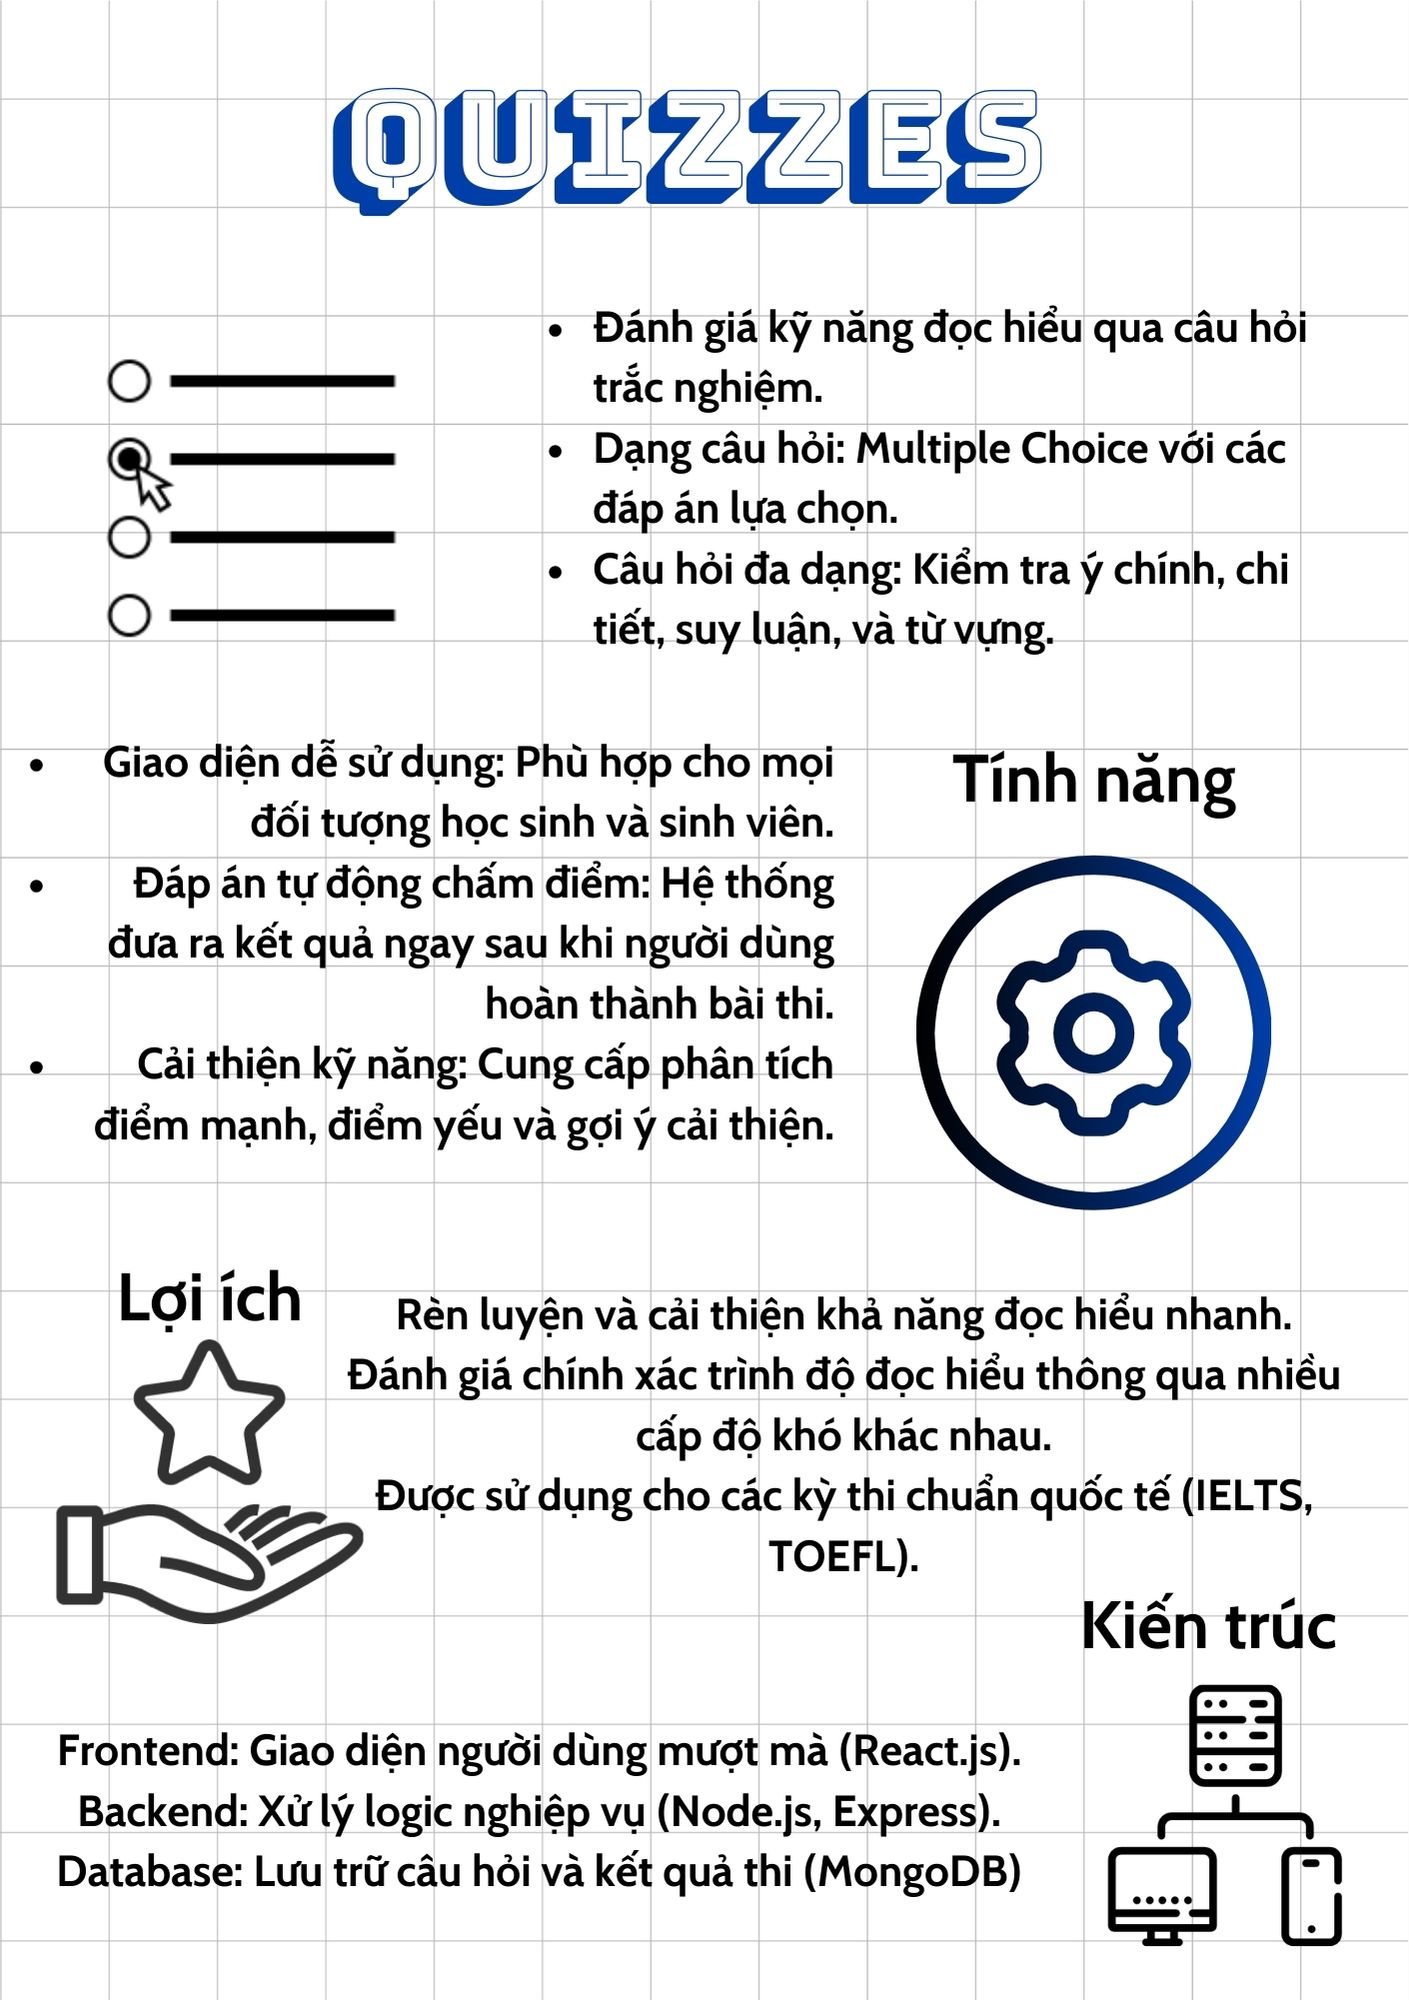 QUIZZES
• Đánh giá kỹ năng đọc hiểu qua câu hỏi
trắc nghiệm.
• Dạng câu hỏi: Multiple Choice với các
đáp án lựa chọn.
• Câu hỏi đa dạng: Kiểm tra ý chính, chi
tiết, suy luận, và từ vựng.
Tính năng
• Giao diện dễ sử dụng: Phù hợp cho mọi
đối tượng học sinh và sinh viên.
• Đáp án tự động chấm điểm: Hệ thống
đưa ra kết quả ngay sau khi người dùng
hoàn thành bài thi.
• Cải thiện kỹ năng: Cung cấp phân tích
điểm mạnh, điểm yếu và gợi ý cải thiện.
Lợi ích
Rèn luyện và cải thiện khả năng đọc hiểu nhanh.
Đánh giá chính xác trình độ đọc hiểu thông qua nhiều
cấp độ khó khác nhau.
Được sử dụng cho các kỳ thi chuẩn quốc tế (IELTS,
TOEFL).
Kiến trúc
Frontend: Giao diện người dùng mượt mà (React.js).
Backend: Xử lý logic nghiệp vụ (Node.js, Express).
Database: Lưu trữ câu hỏi và kết quả thi (MongoDB)